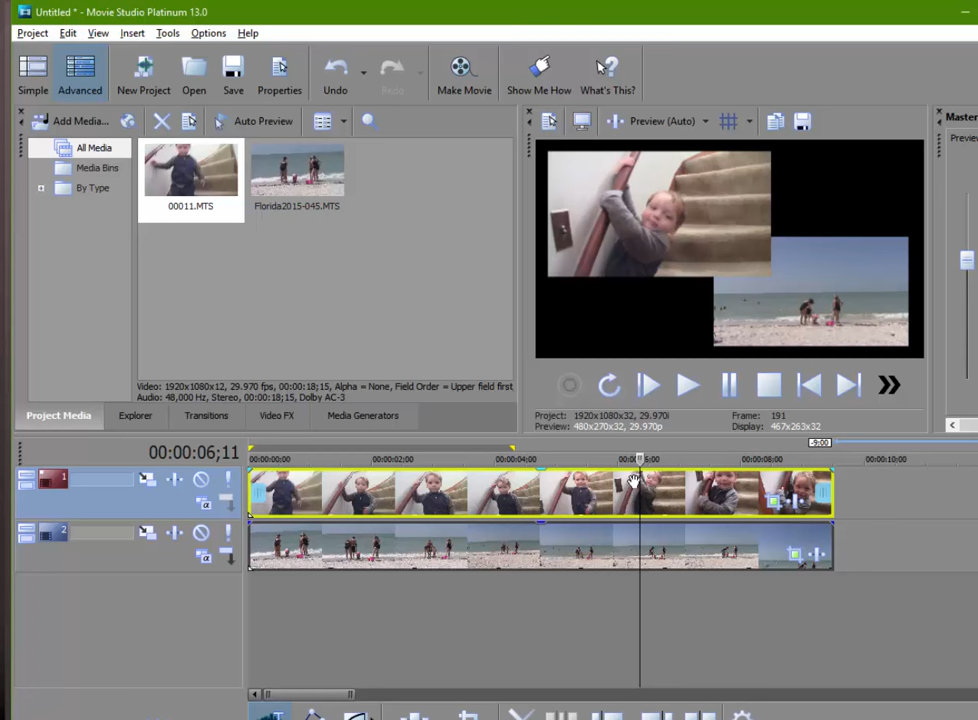 Untitled * - Movie Studio Platinum 13.0
Project Edit View Insert Tools Options Help
Simple Advanced New Project Open Save Properties Undo Redo Make Movie Show Me How What's This?
Add Media... Auto Preview Preview (Auto) Master
All Media
Media Bins
By Type
00011.MTS Florida2015-045.MTS
Video: 1920x1080x12, 29.970 fps, 00:00:18;15, Alpha = None, Field Order = Upper field first
Audio: 48,000 Hz, Stereo, 00:00:18;15, Dolby AC-3
Project: 1920x1080x32, 29.970i Frame: 191
Preview: 480x270x32, 29.970p Display: 467x263x32
Project Media Explorer Transitions Video FX Media Generators
00:00:06;11
-9;00
00:00:00;00 00:00:02;00 00:00:04;00 00:00:08;00 00:00:10;00
1
2